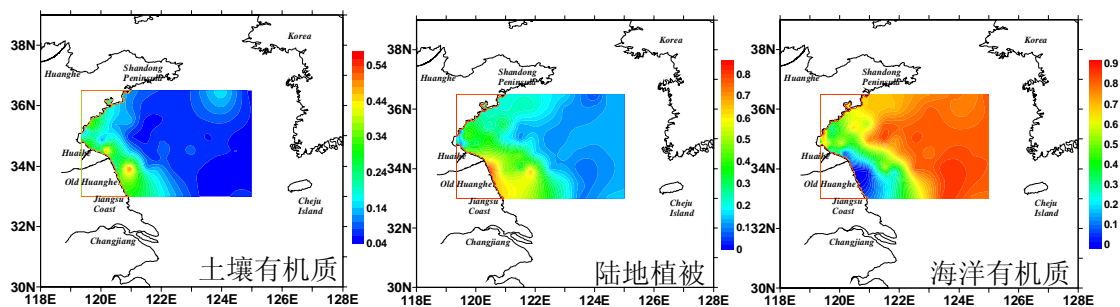 38N
36N
34N
32N
30N
118E
120E
122E
124E
126E
128E
Korea
Shandong
Peninsula
Huanghe
Huaihe
Old Huanghe
Jiangsu
Coast
Changjiang
Cheju
Island
土壤有机质
0.54
0.44
0.34
0.24
0.14
0.04
38N
36N
34N
32N
30N
118E
120E
122E
124E
126E
128E
Korea
Shandong
Peninsula
Huanghe
Huaihe
Old Huanghe
Jiangsu
Coast
Changjiang
Cheju
Island
陆地植被
0.8
0.7
0.6
0.5
0.4
0.3
0.2
0.13
0
38N
36N
34N
32N
30N
118E
120E
122E
124E
126E
128E
Korea
Shandong
Peninsula
Huanghe
Huaihe
Old Huanghe
Jiangsu
Coast
Changjiang
Cheju
Island
海洋有机质
0.9
0.8
0.7
0.6
0.5
0.4
0.3
0.2
0.1
0